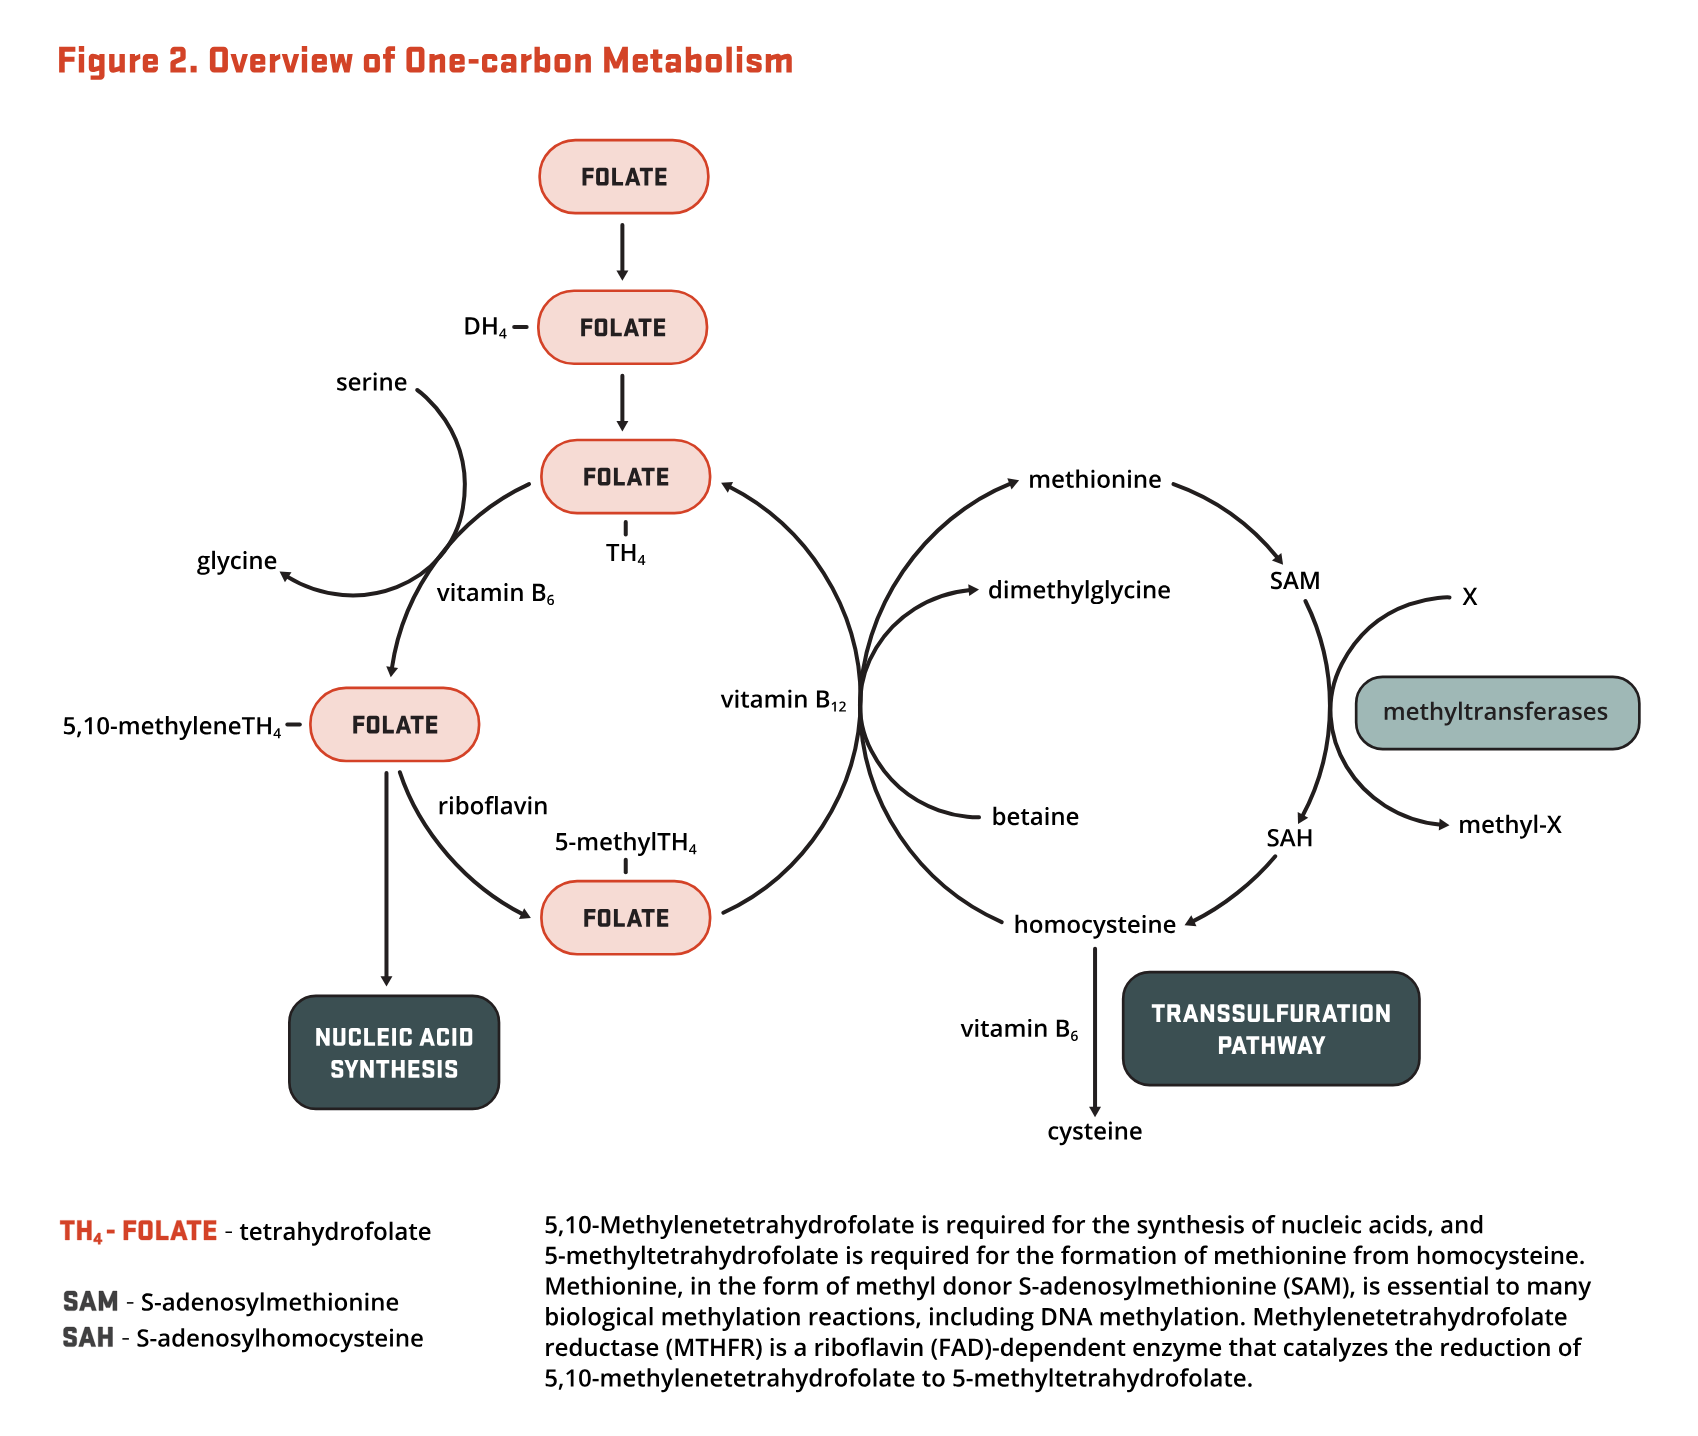 Figure 2. Overview of One-carbon Metabolism
FOLATE
DH₄
FOLATE
serine
FOLATE
TH₄
methionine
glycine
vitamin B₆
dimethylglycine
SAM
X
5,10-methyleneTH₄
FOLATE
vitamin B₁₂
methyltransferases
riboflavin
5-methylTH₄
betaine
SAH
methyl-X
FOLATE
homocysteine
NUCLEIC ACID
SYNTHESIS
vitamin B₆
TRANSSULFURATION
PATHWAY
cysteine
TH₄ - FOLATE - tetrahydrofolate
SAM - S-adenosylmethionine
SAH - S-adenosylhomocysteine
5,10-Methylenetetrahydrofolate is required for the synthesis of nucleic acids, and
5-methyltetrahydrofolate is required for the formation of methionine from homocysteine.
Methionine, in the form of methyl donor S-adenosylmethionine (SAM), is essential to many
biological methylation reactions, including DNA methylation. Methylenetetrahydrofolate
reductase (MTHFR) is a riboflavin (FAD)-dependent enzyme that catalyzes the reduction of
5,10-methylenetetrahydrofolate to 5-methyltetrahydrofolate.